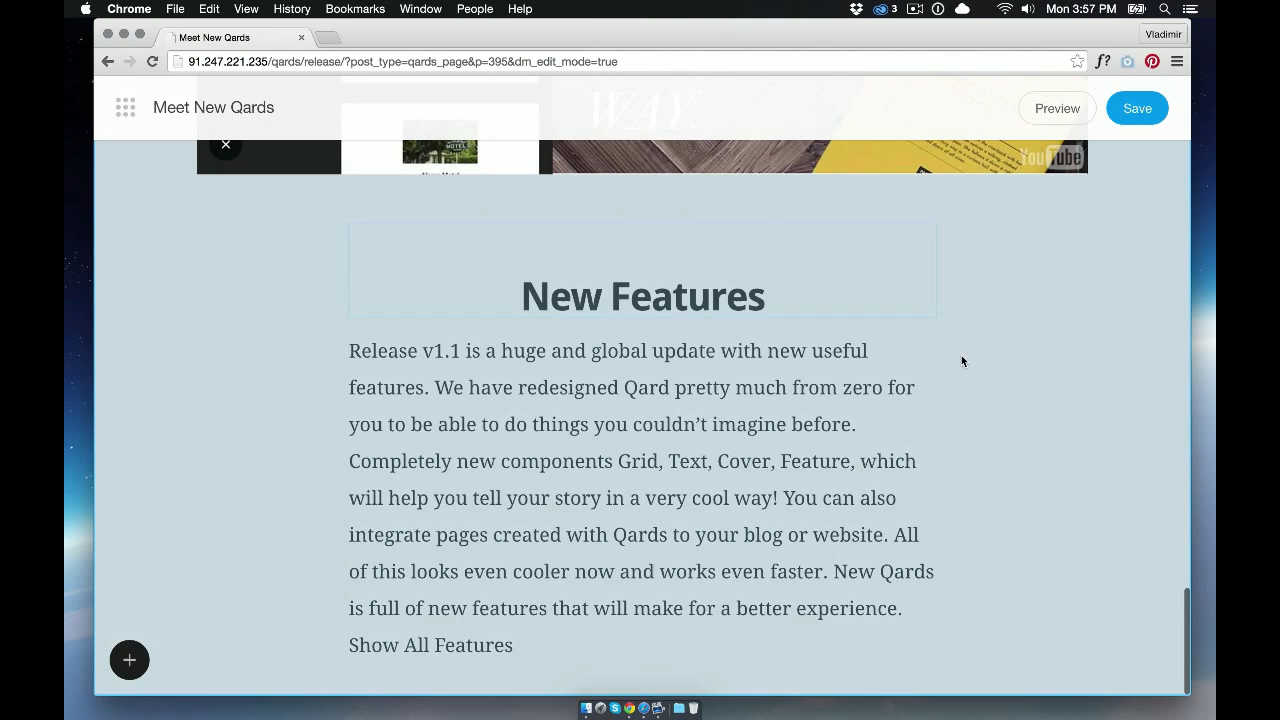 Chrome File Edit View History Bookmarks Window People Help 3 Mon 3:57 PM
Meet New Qards Vladimir
91.247.221.235/qards/release/?post_type=qards_page&p=395&dm_edit_mode=true f?
Meet New Qards Preview Save
WAY.
MOTEL
YouTube
New Features
Release v1.1 is a huge and global update with new useful
features. We have redesigned Qard pretty much from zero for
you to be able to do things you couldn’t imagine before.
Completely new components Grid, Text, Cover, Feature, which
will help you tell your story in a very cool way! You can also
integrate pages created with Qards to your blog or website. All
of this looks even cooler now and works even faster. New Qards
is full of new features that will make for a better experience.
Show All Features